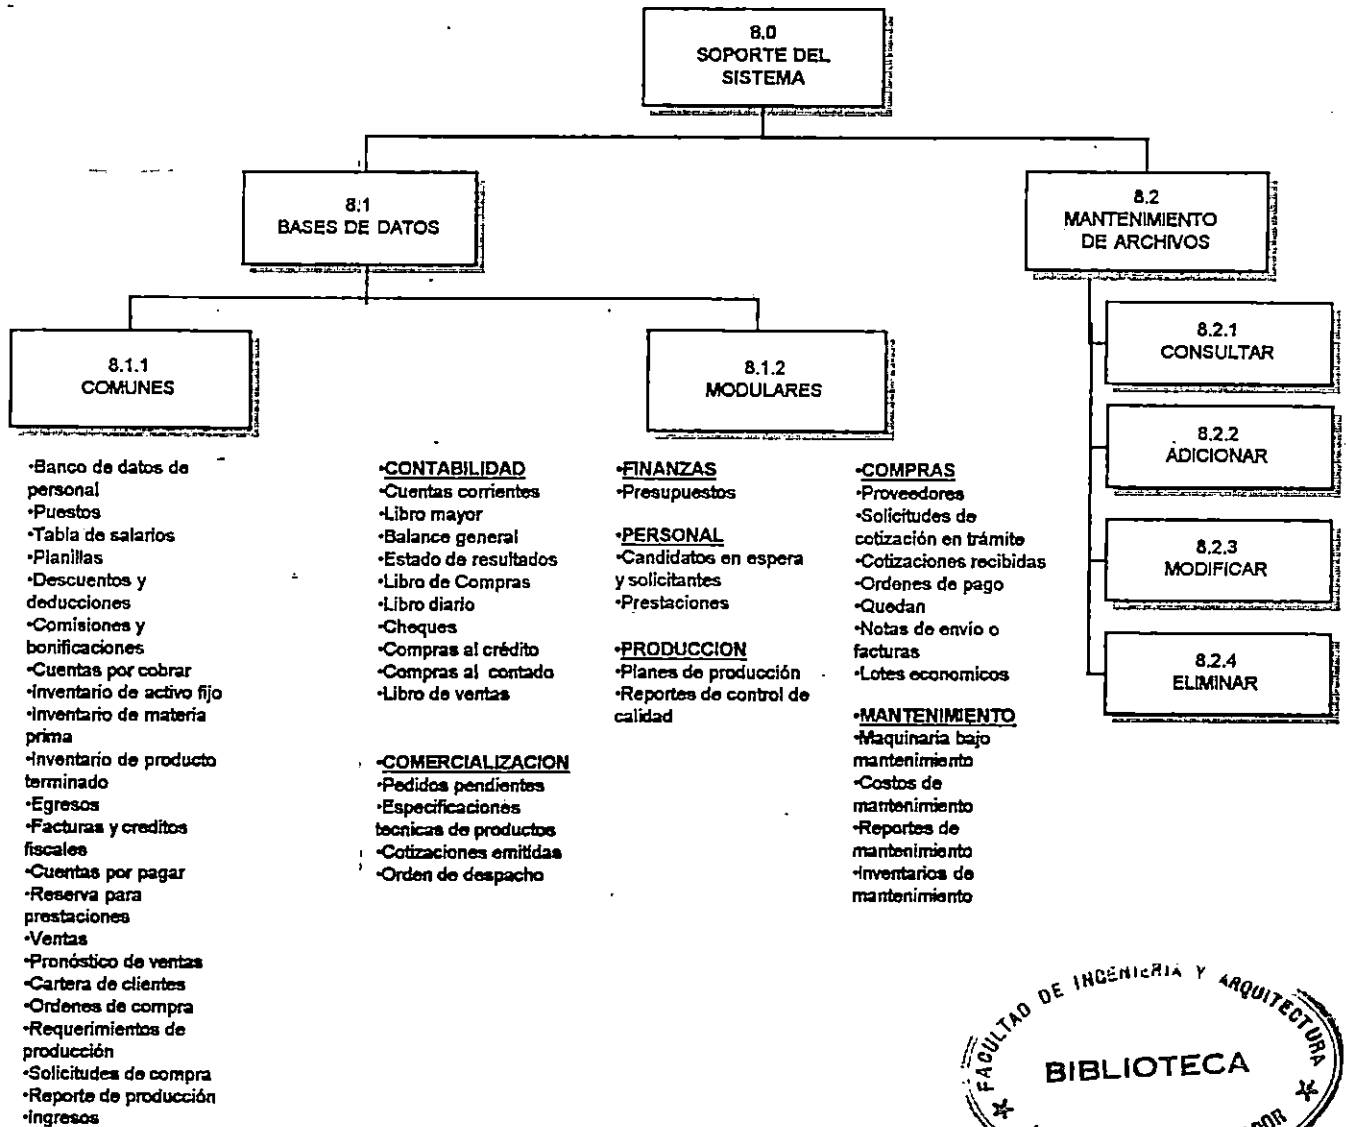 8.0
SOPORTE DEL
SISTEMA
8.1
BASES DE DATOS
8.2
MANTENIMIENTO
DE ARCHIVOS
8.1.1
COMUNES
8.1.2
MODULARES
8.2.1
CONSULTAR
8.2.2
ADICIONAR
8.2.3
MODIFICAR
8.2.4
ELIMINAR
•Banco de datos de
personal
•Puestos
•Tabla de salarios
•Planillas
•Descuentos y
deducciones
•Comisiones y
bonificaciones
•Cuentas por cobrar
•Inventario de activo fijo
•Inventario de materia
prima
•Inventario de producto
terminado
•Egresos
•Facturas y creditos
fiscales
•Cuentas por pagar
•Reserva para
prestaciones
•Ventas
•Pronóstico de ventas
•Cartera de clientes
•Ordenes de compra
•Requerimientos de
producción
•Solicitudes de compra
•Reporte de producción
•Ingresos
•CONTABILIDAD
•Cuentas corrientes
•Libro mayor
•Balance general
•Estado de resultados
•Libro de Compras
•Libro diario
•Cheques
•Compras al crédito
•Compras al contado
•Libro de ventas
•COMERCIALIZACION
•Pedidos pendientes
•Especificaciones
tecnicas de productos
•Cotizaciones emitidas
•Orden de despacho
•FINANZAS
•Presupuestos
•PERSONAL
•Candidatos en espera
y solicitantes
•Prestaciones
•PRODUCCION
•Planes de producción
•Reportes de control de
calidad
•COMPRAS
•Proveedores
•Solicitudes de
cotización en trámite
•Cotizaciones recibidas
•Ordenes de pago
•Quedan
•Notas de envío o
facturas
•Lotes economicos
•MANTENIMIENTO
•Maquinaria bajo
mantenimiento
•Costos de
mantenimiento
•Reportes de
mantenimiento
•Inventarios de
mantenimiento
FACULTAD DE INGENIERIA Y ARQUITECTURA
BIBLIOTECA